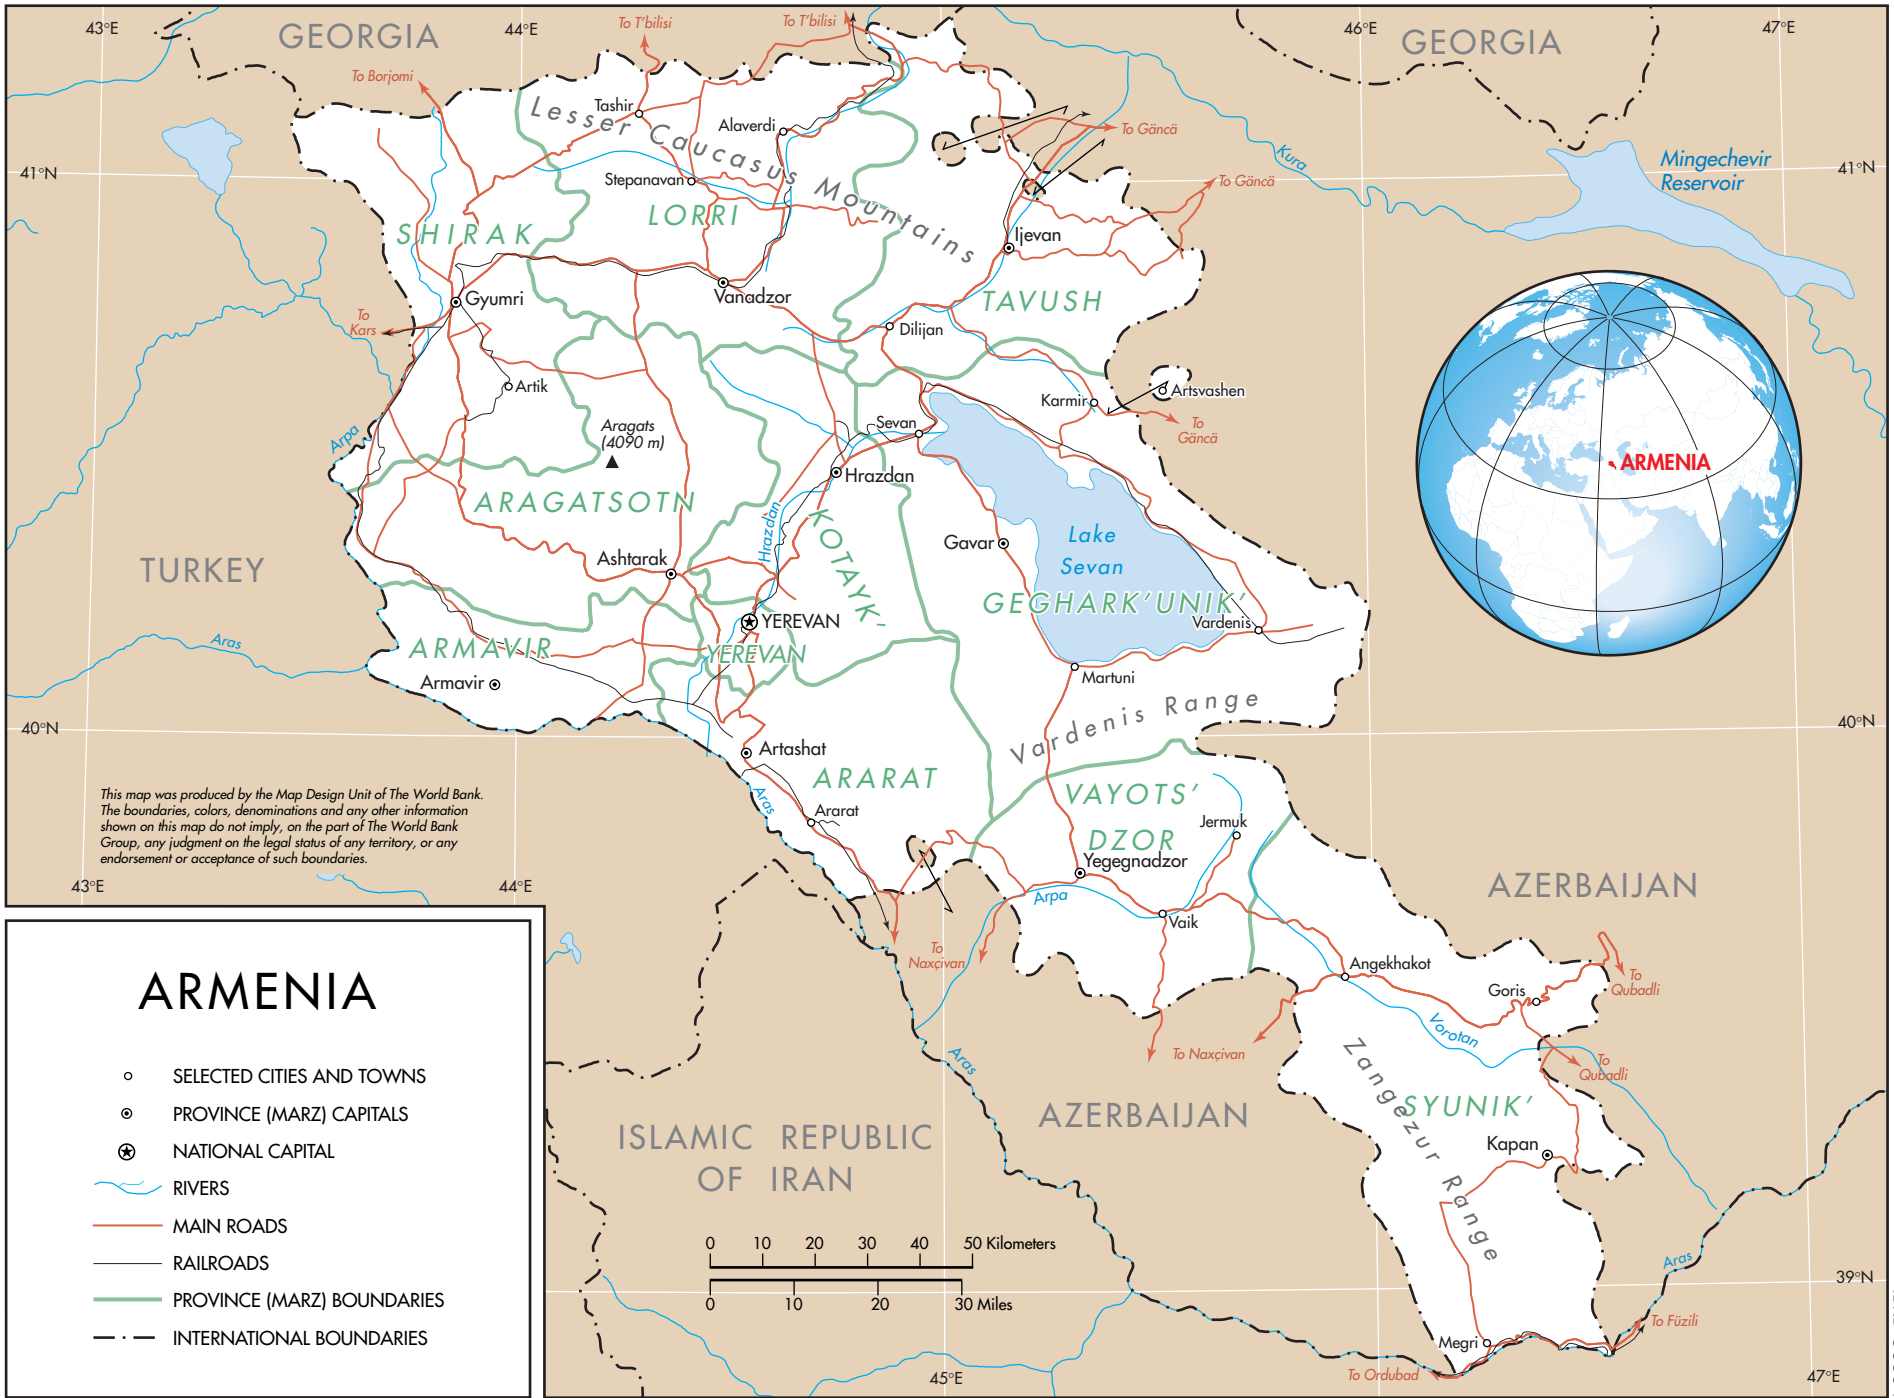 43°E
GEORGIA
44°E
To T'bilisi
To T'bilisi
46°E
GEORGIA
47°E
To Borjomi
Tashir
Lesser Caucasus Mountains
Alaverdi
To Gäncä
Kura
Mingechevir
Reservoir
41°N
41°N
Stepanavan
To Gäncä
LORRI
SHIRAK
Ijevan
Gyumri
Vanadzor
TAVUSH
To
Kars
Dilijan
Artik
Karmir
Artsvashen
To
Gäncä
Arpa
Aragats
(4090 m)
Sevan
ARMENIA
Hrazdan
ARAGATSOTN
Hrazdan
KOTAYK'
Gavar
Lake
Sevan
TURKEY
Ashtarak
GEGHARK'UNIK'
Vardenis
YEREVAN
Aras
ARMAVIR
YEREVAN
Armavir
Martuni
Vardenis Range
40°N
40°N
Artashat
ARARAT
VAYOTS'
DZOR
Aras
Ararat
Jermuk
This map was produced by the Map Design Unit of The World Bank.
The boundaries, colors, denominations and any other information
shown on this map do not imply, on the part of The World Bank
Group, any judgment on the legal status of any territory, or any
endorsement or acceptance of such boundaries.
Yegegnadzor
43°E
44°E
AZERBAIJAN
Arpa
Vaik
To
Naxçivan
Angekhakot
Goris
To
Qubadli
ARMENIA
Vorotan
To Naxçivan
Aras
To
Qubadli
Zangezur Range
SYUNIK'
AZERBAIJAN
ISLAMIC REPUBLIC
OF IRAN
Kapan
SELECTED CITIES AND TOWNS
PROVINCE (MARZ) CAPITALS
NATIONAL CAPITAL
RIVERS
MAIN ROADS
RAILROADS
PROVINCE (MARZ) BOUNDARIES
INTERNATIONAL BOUNDARIES
0 10 20 30 40 50 Kilometers
0 10 20 30 Miles
Aras
39°N
To Füzili
Megri
To Ordubad
45°E
47°E